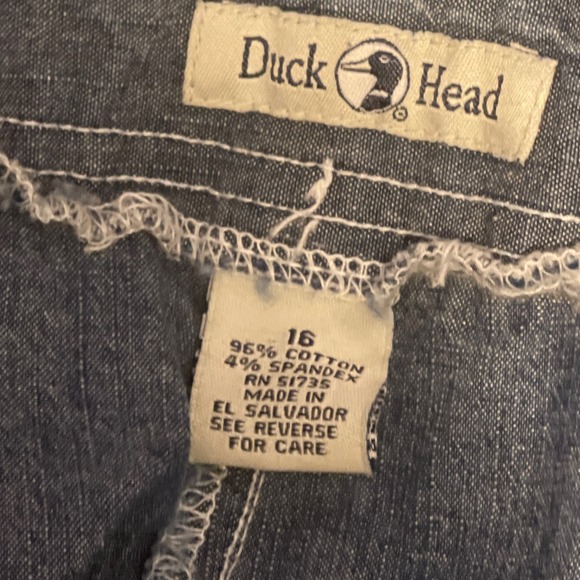 Duck Head ®
16
96% COTTON
4% SPANDEX
RN 51735
MADE IN
EL SALVADOR
SEE REVERSE
FOR CARE